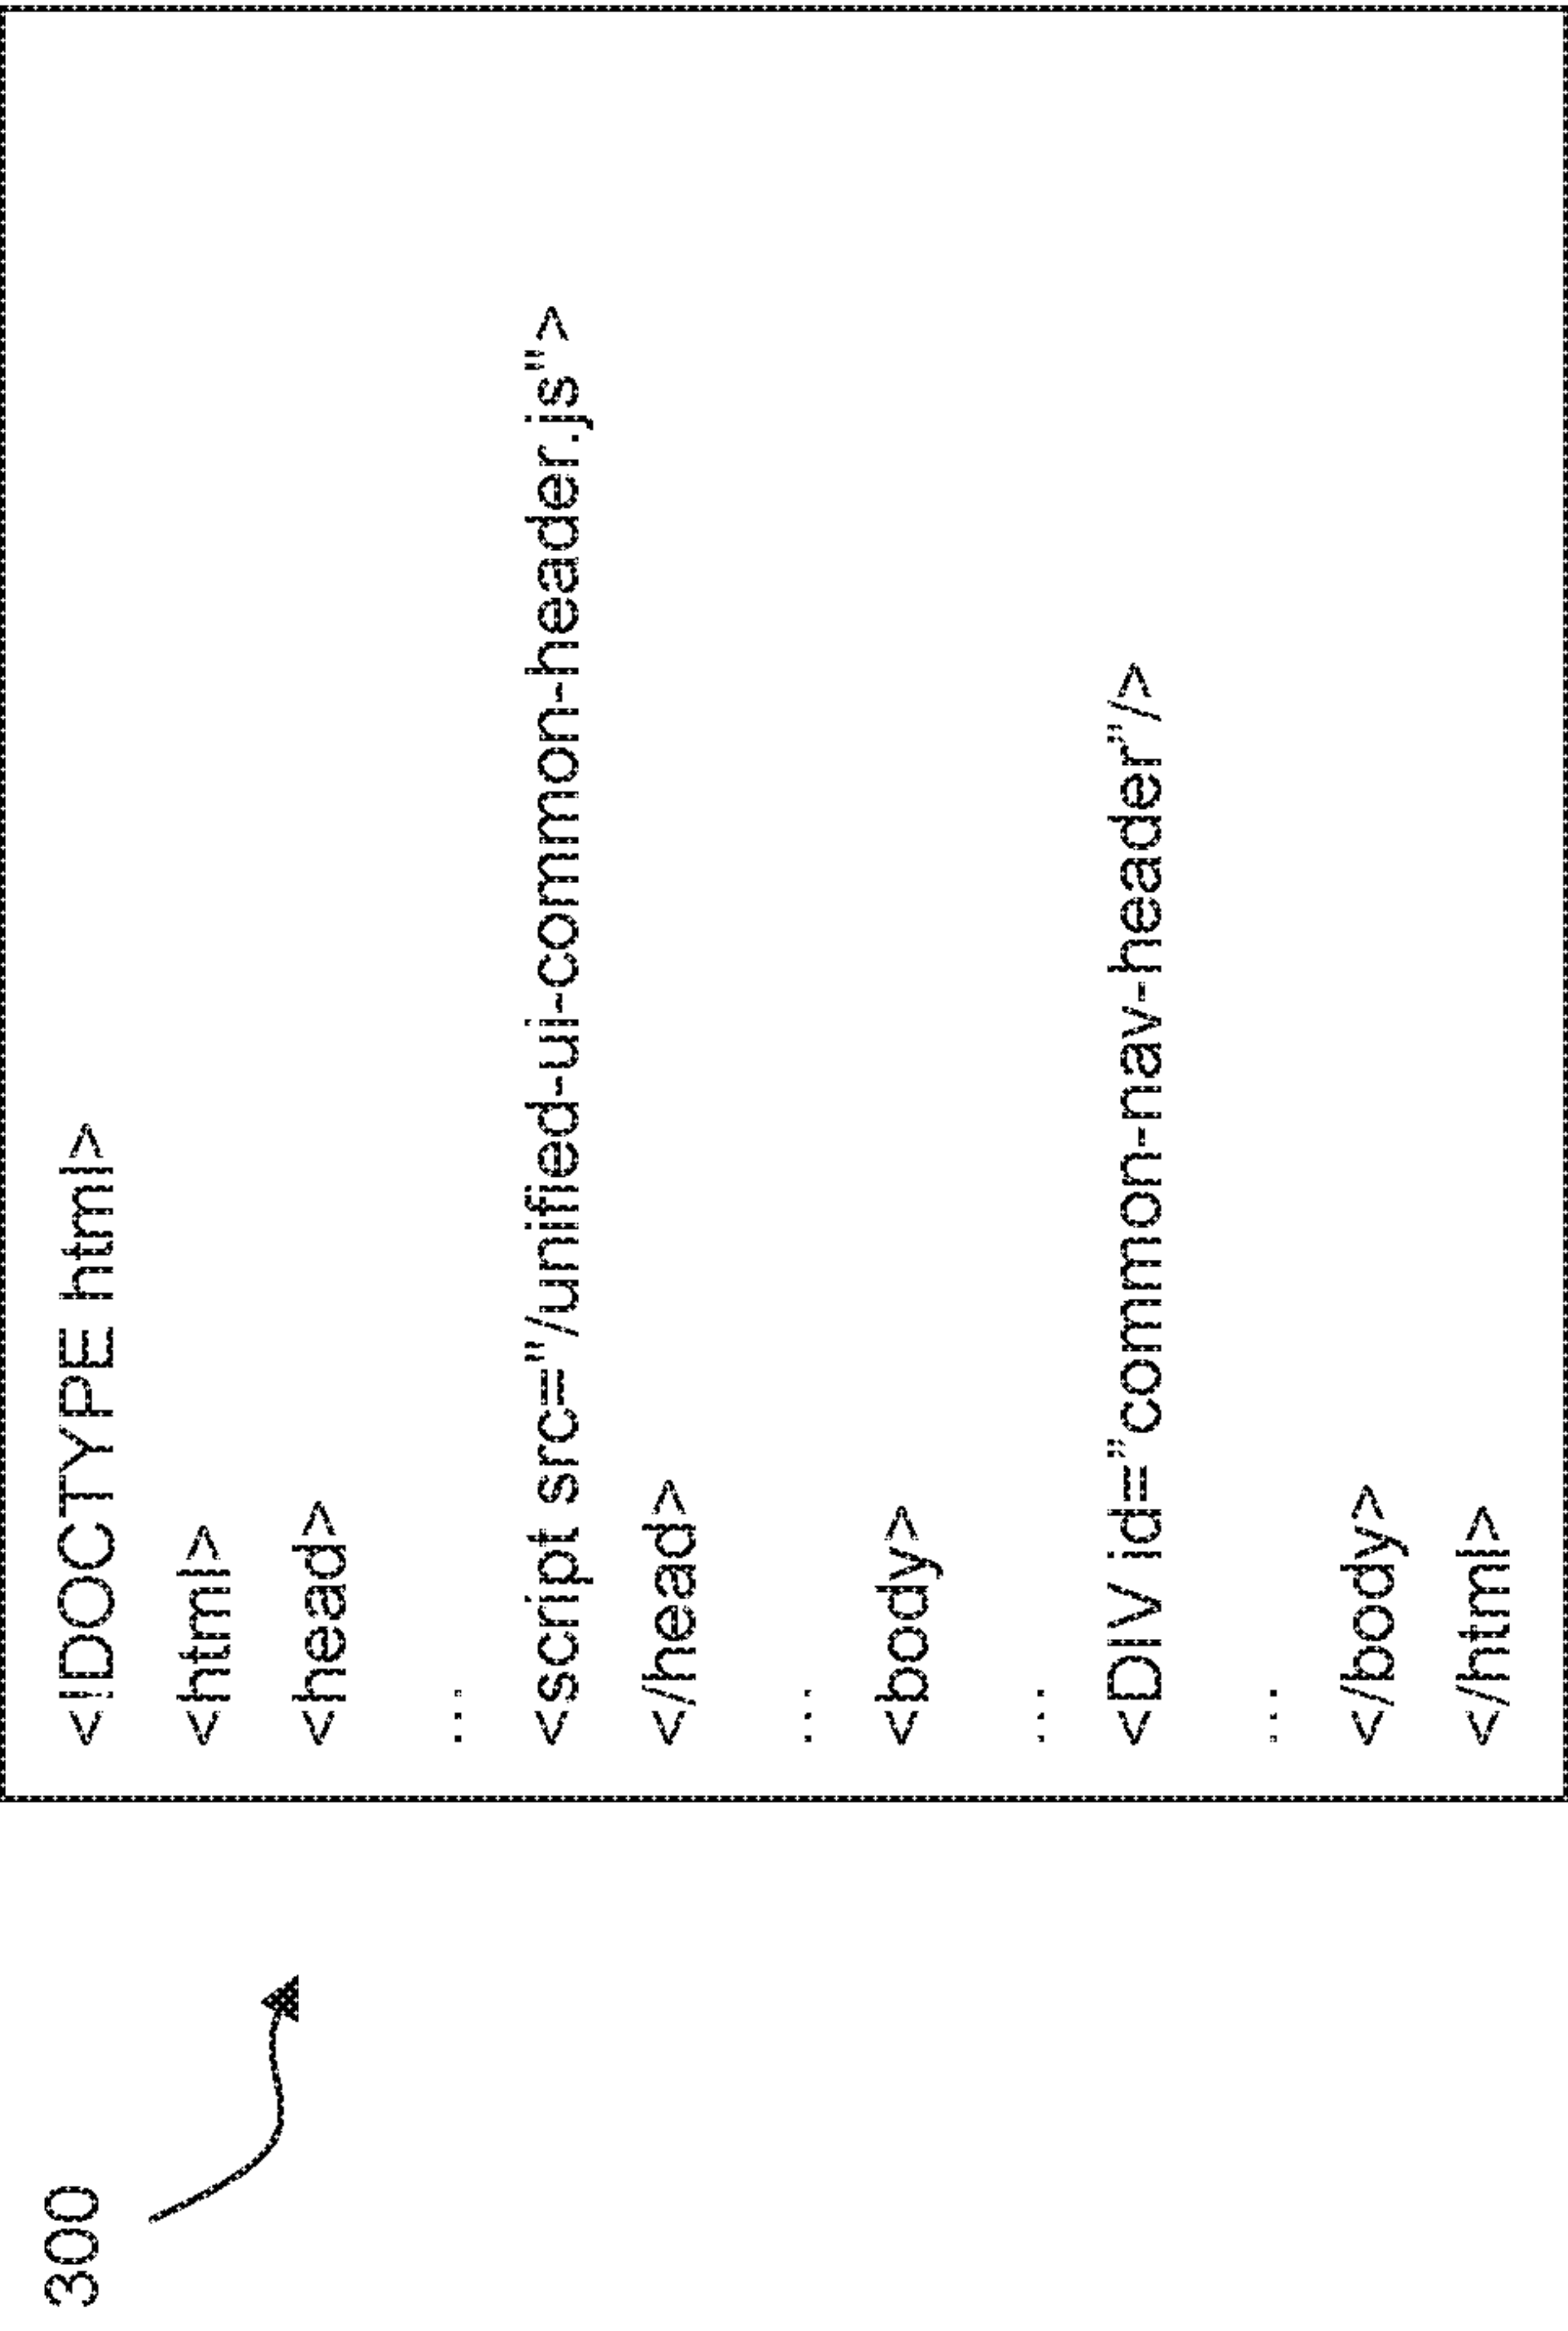 300
<!DOCTYPE html>
<html>
<head>
...
<script src="/unified-ui-common-header.js">
</head>
...
<body>
...
<DIV id=”common-nav-header”/>
...
</body>
</html>